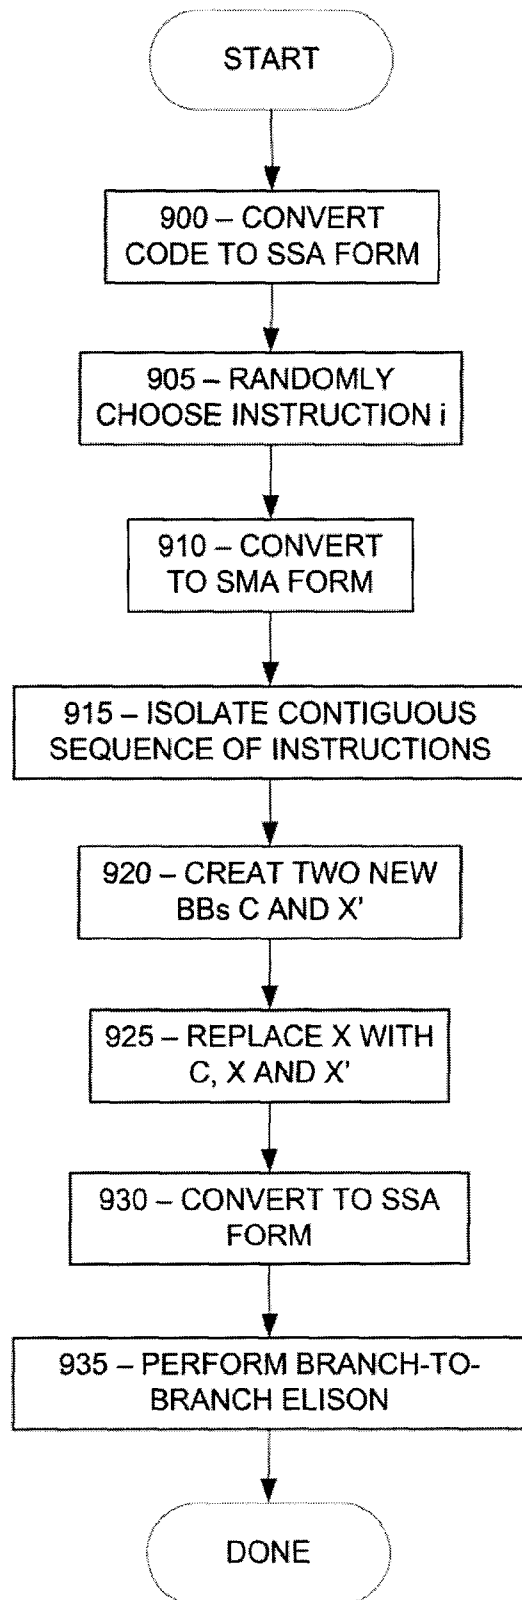 START
900 – CONVERT
CODE TO SSA FORM
905 – RANDOMLY
CHOOSE INSTRUCTION i
910 – CONVERT
TO SMA FORM
915 – ISOLATE CONTIGUOUS
SEQUENCE OF INSTRUCTIONS
920 – CREAT TWO NEW
BBs C AND X'
925 – REPLACE X WITH
C, X AND X'
930 – CONVERT TO SSA
FORM
935 – PERFORM BRANCH-TO-
BRANCH ELISON
DONE